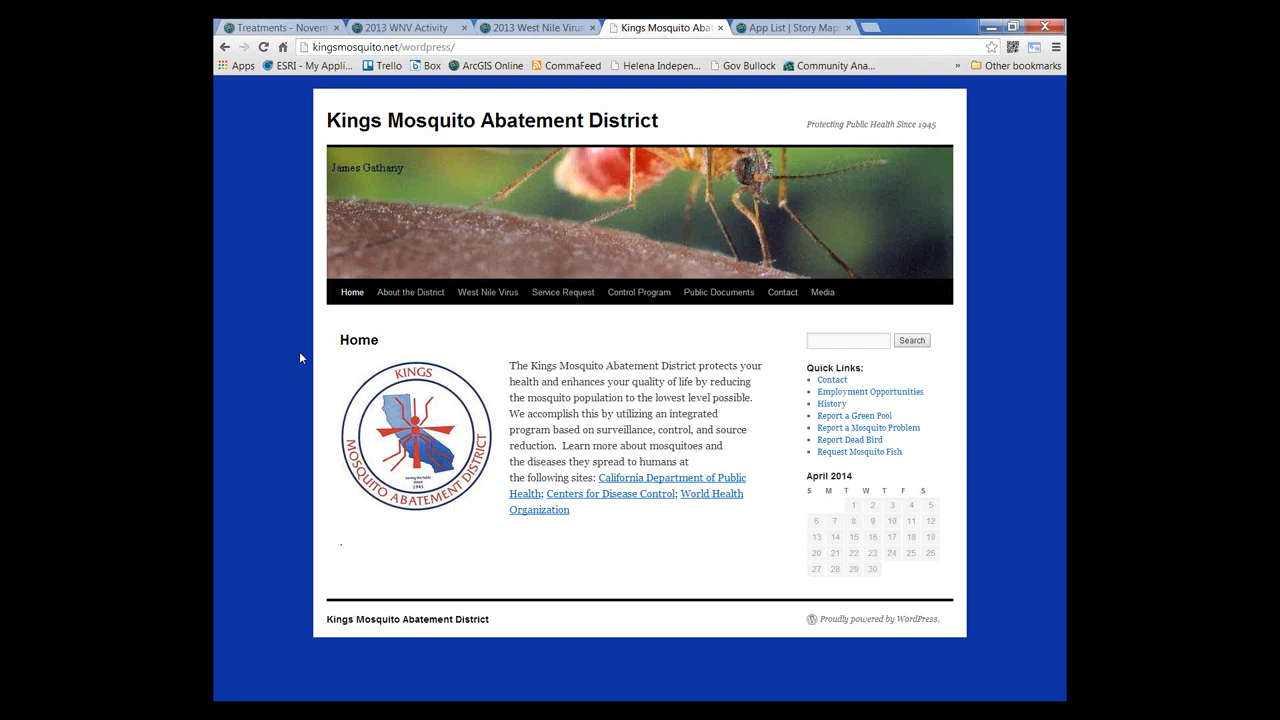 Treatments - Novem
2013 WNV Activity
2013 West Nile Virus
Kings Mosquito Aba
App List | Story Map
kingsmosquito.net/wordpress/
Apps
ESRI - My Appli...
Trello
Box
ArcGIS Online
CommaFeed
Helena Indepen...
Gov Bullock
Community Ana...
»
Other bookmarks
Kings Mosquito Abatement District
Protecting Public Health Since 1945
James Gathany
Home About the District West Nile Virus Service Request Control Program Public Documents Contact Media
Home
KINGS
MOSQUITO ABATEMENT DISTRICT
1945
The Kings Mosquito Abatement District protects your
health and enhances your quality of life by reducing
the mosquito population to the lowest level possible.
We accomplish this by utilizing an integrated
program based on surveillance, control, and source
reduction. Learn more about mosquitoes and
the diseases they spread to humans at
the following sites: California Department of Public
Health; Centers for Disease Control; World Health
Organization
.
Search
Quick Links:
Contact
Employment Opportunities
History
Report a Green Pool
Report a Mosquito Problem
Report Dead Bird
Request Mosquito Fish
April 2014
S M T W T F S
1 2 3 4 5
6 7 8 9 10 11 12
13 14 15 16 17 18 19
20 21 22 23 24 25 26
27 28 29 30
Kings Mosquito Abatement District
Proudly powered by WordPress.